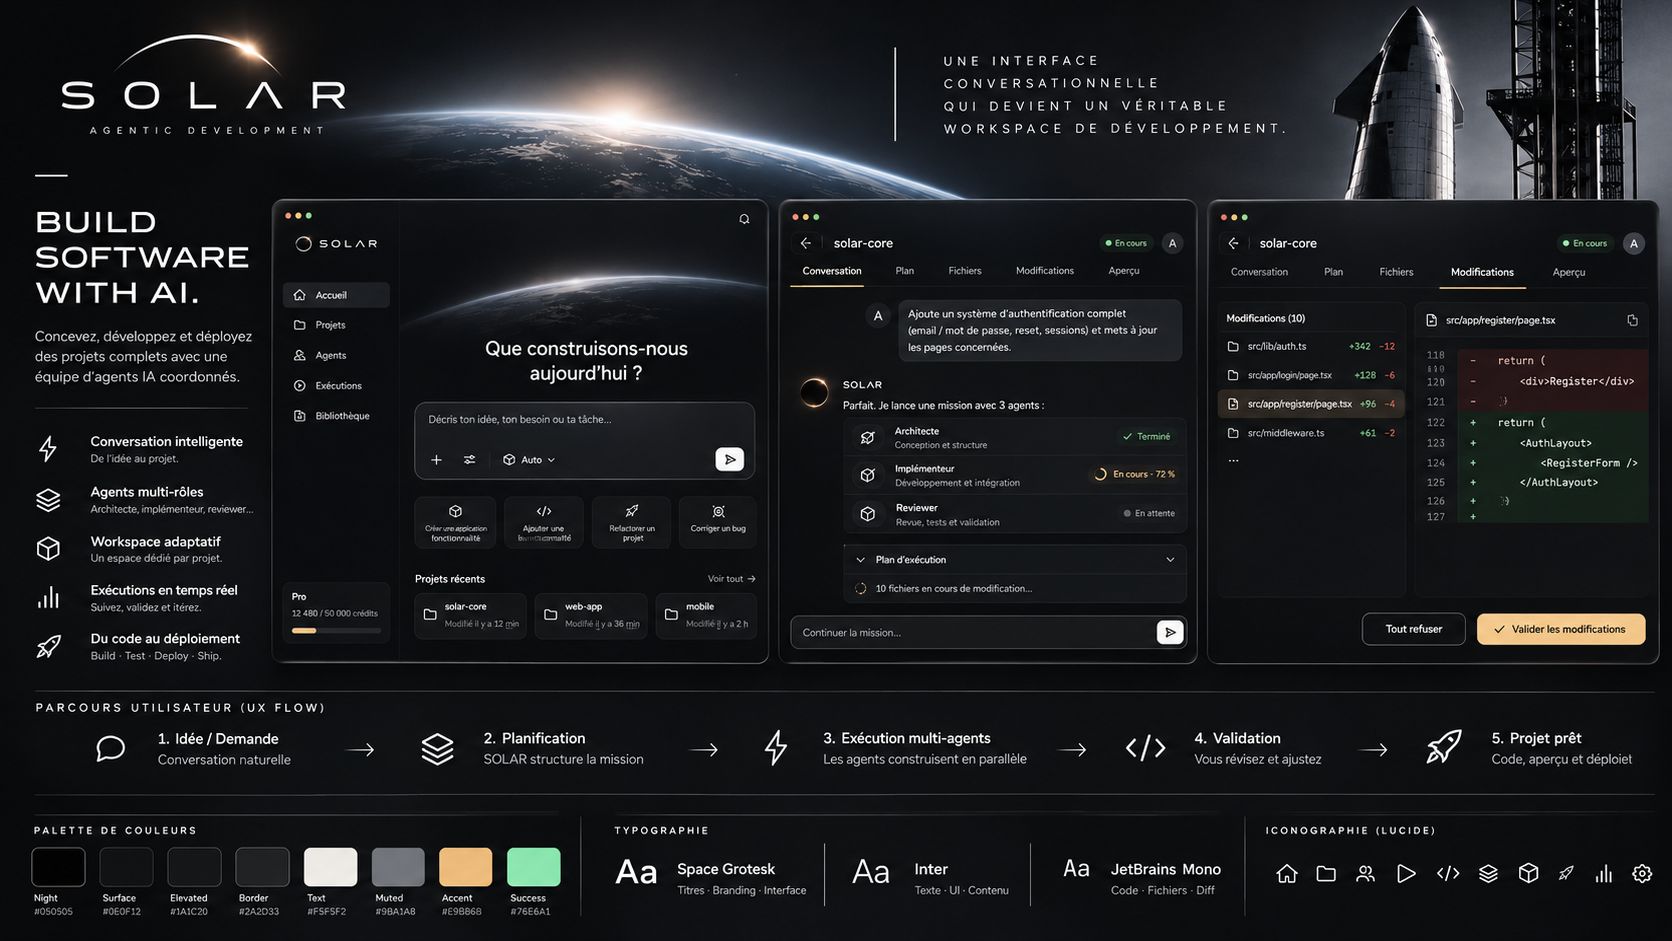 SOLAR
AGENTIC DEVELOPMENT
UNE INTERFACE
CONVERSATIONNELLE
QUI DEVIENT UN VÉRITABLE
WORKSPACE DE DÉVELOPPEMENT.
BUILD
SOFTWARE
WITH AI.
Concevez, développez et déployez
des projets complets avec une
équipe d'agents IA coordonnés.
Conversation intelligente
De l'idée au projet.
Agents multi-rôles
Architecte, implémenteur, reviewer...
Workspace adaptatif
Un espace dédié par projet.
Exécutions en temps réel
Suivez, validez et itérez.
Du code au déploiement
Build · Test · Deploy · Ship.
SOLAR
Accueil
Projets
Agents
Exécutions
Bibliothèque
Pro
12 480 / 50 000 crédits
Que construisons-nous
aujourd'hui ?
Décris ton idée, ton besoin ou ta tâche...
Auto
Créer une application
fonctionnalité
Ajouter une
Refactorer un
projet
Corriger un bug
Projets récents
Voir tout →
solar-core
Modifié il y a 12 min
web-app
Modifié il y a 36 min
mobile
Modifié il y a 2 h
solar-core
En cours
A
Conversation
Plan
Fichiers
Modifications
Aperçu
A
Ajoute un système d'authentification complet
(email / mot de passe, reset, sessions) et mets à jour
les pages concernées.
SOLAR
Parfait. Je lance une mission avec 3 agents :
Architecte
Conception et structure
Terminé
Implémenteur
Développement et intégration
En cours - 72 %
Reviewer
Revue, tests et validation
En attente
Plan d'exécution
10 fichiers en cours de modification...
Continuer la mission...
solar-core
En cours
A
Conversation
Plan
Fichiers
Modifications
Aperçu
Modifications (10)
src/lib/auth.ts +342 -12
src/app/login/page.tsx +128 -6
src/app/register/page.tsx +96 -4
src/middleware.ts +61 -2
...
src/app/register/page.tsx
118 - return (
120 - <div>Register</div>
121 -
122 + return (
123 + <AuthLayout>
124 + <RegisterForm />
125 + </AuthLayout>
126 +
127 +
Tout refuser
Valider les modifications
PARCOURS UTILISATEUR (UX FLOW)
1. Idée / Demande
Conversation naturelle
2. Planification
SOLAR structure la mission
3. Exécution multi-agents
Les agents construisent en parallèle
4. Validation
Vous révisez et ajustez
5. Projet prêt
Code, aperçu et déploiet
PALETTE DE COULEURS
Night
#050505
Surface
#0E0F12
Elevated
#1A1C20
Border
#2A2D33
Text
#F5F5F2
Muted
#9BA1A8
Accent
#E9BB6B
Success
#76E6A1
TYPOGRAPHIE
Aa
Space Grotesk
Titres · Branding · Interface
Aa
Inter
Texte · UI · Contenu
Aa
JetBrains Mono
Code · Fichiers · Diff
ICONOGRAPHIE (LUCIDE)